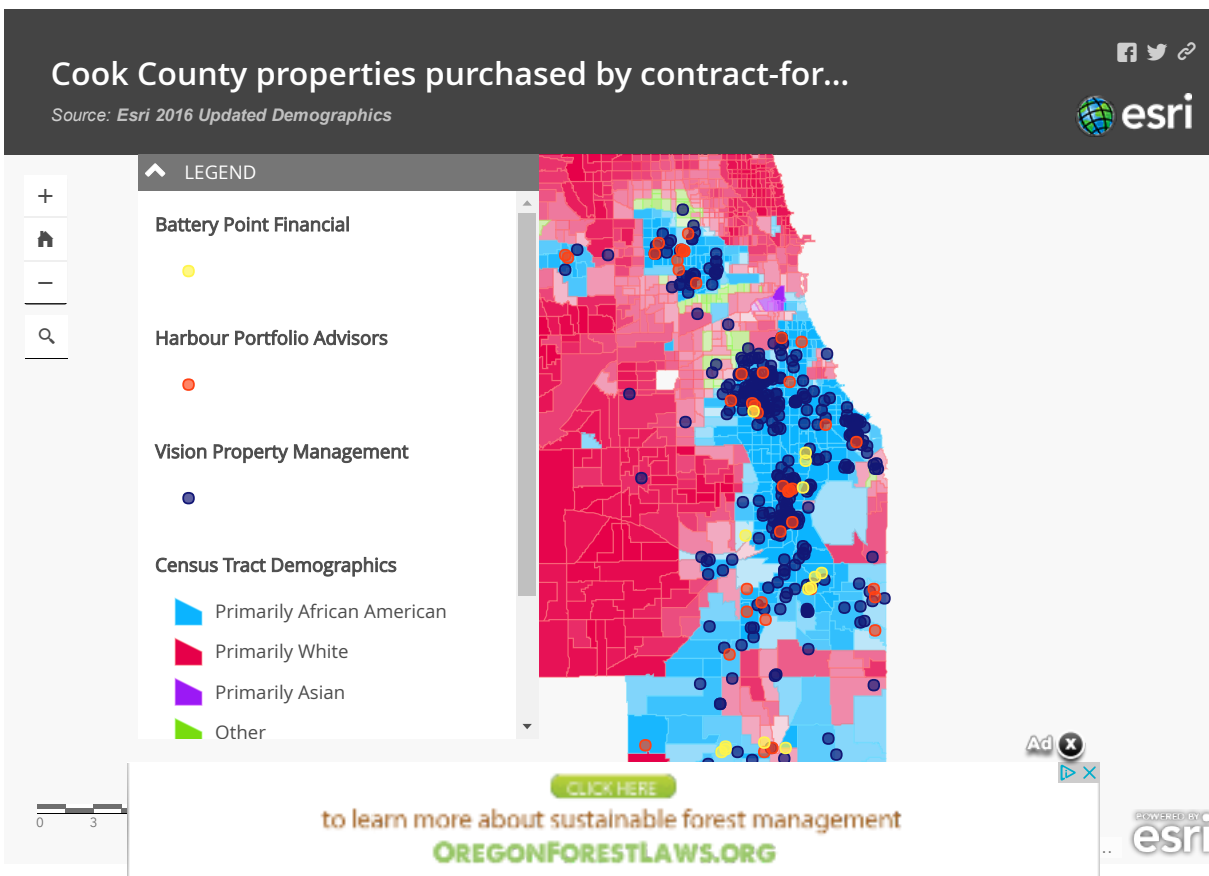 Cook County properties purchased by contract-for...
Source: Esri 2016 Updated Demographics
esri
LEGEND
+
−
Battery Point Financial
Harbour Portfolio Advisors
Vision Property Management
Census Tract Demographics
Primarily African American
Primarily White
Primarily Asian
Other
Ad X
CLICK HERE
to learn more about sustainable forest management
OREGONFORESTLAWS.ORG
0 3
POWERED BY
esri
..